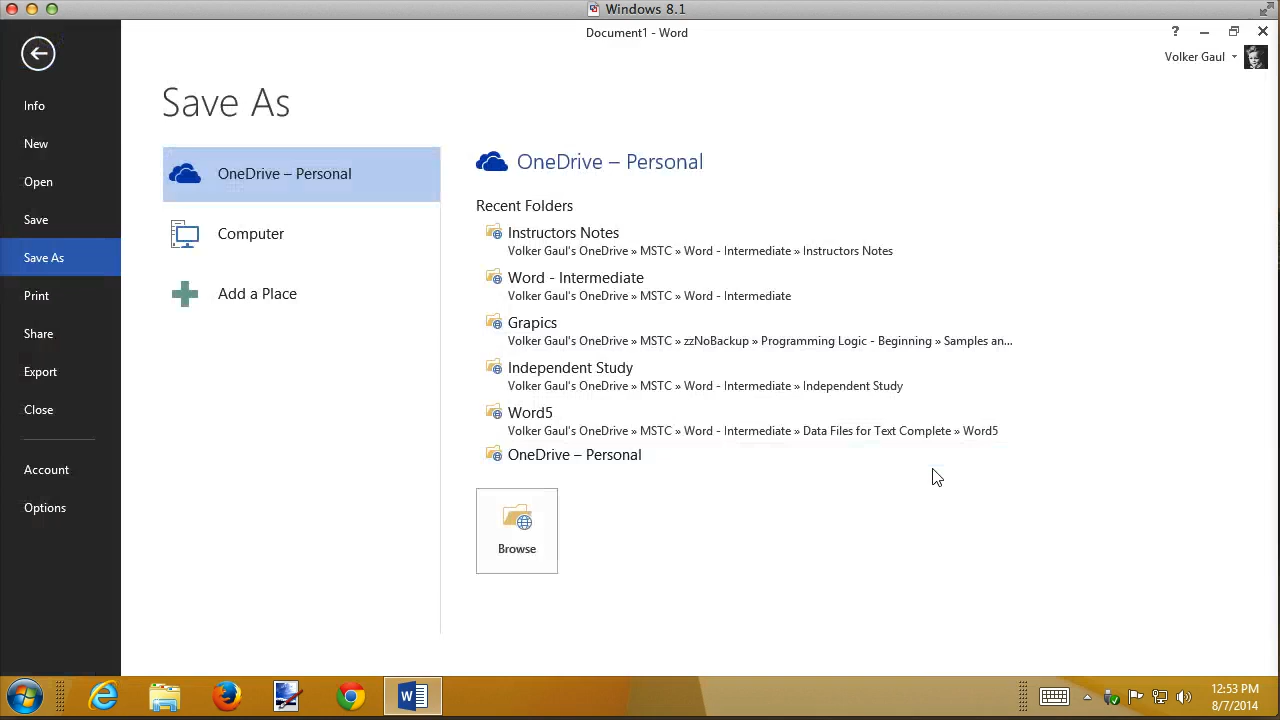 Windows 8.1
Document1 - Word
?
Volker Gaul
Save As
Info
New
Open
Save
Save As
Print
Share
Export
Close
Account
Options
OneDrive – Personal
Computer
Add a Place
OneDrive – Personal
Recent Folders
Instructors Notes
Volker Gaul's OneDrive » MSTC » Word - Intermediate » Instructors Notes
Word - Intermediate
Volker Gaul's OneDrive » MSTC » Word - Intermediate
Grapics
Volker Gaul's OneDrive » MSTC » zzNoBackup » Programming Logic - Beginning » Samples an...
Independent Study
Volker Gaul's OneDrive » MSTC » Word - Intermediate » Independent Study
Word5
Volker Gaul's OneDrive » MSTC » Word - Intermediate » Data Files for Text Complete » Word5
OneDrive – Personal
Browse
12:53 PM
8/7/2014